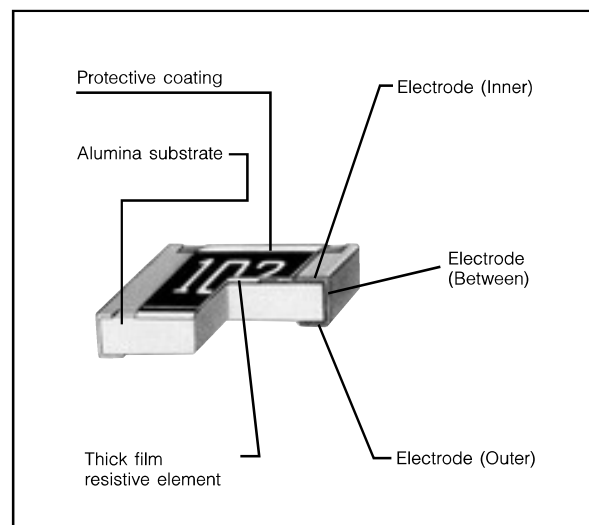 Protective coating
Electrode (Inner)
Alumina substrate
102
Electrode
(Between)
Thick film
resistive element
Electrode (Outer)